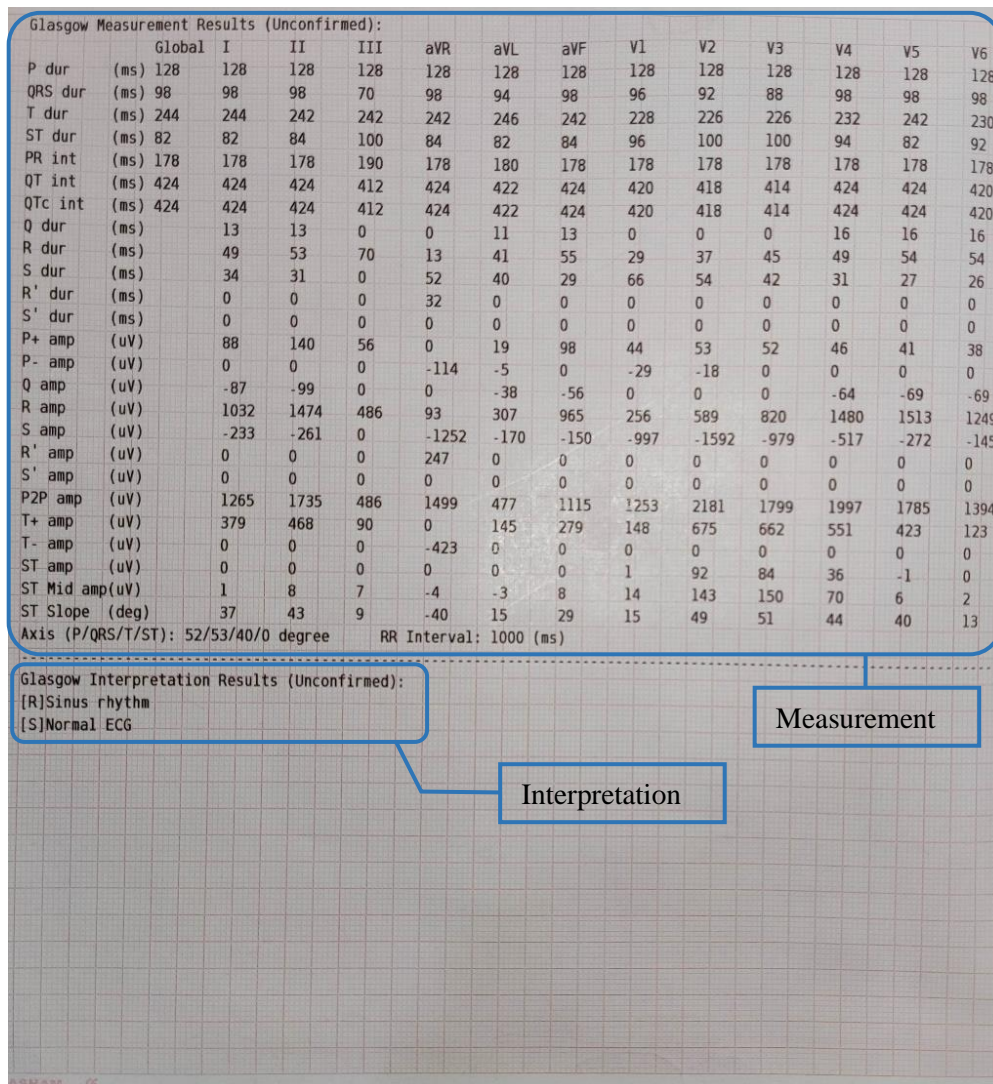 Glasgow Measurement Results (Unconfirmed):
Global I II III aVR aVL aVF V1 V2 V3 V4 V5 V6
P dur (ms) 128 128 128 128 128 128 128 128 128 128 128 128 128
QRS dur (ms) 98 98 98 70 98 94 98 96 92 88 98 98 98
T dur (ms) 244 244 242 242 242 246 242 228 226 226 232 242 230
ST dur (ms) 82 82 84 100 84 82 84 96 100 100 94 82 92
PR int (ms) 178 178 178 190 178 180 178 178 178 178 178 178 178
QT int (ms) 424 424 424 412 424 422 424 420 418 414 424 424 420
QTc int (ms) 424 424 424 412 424 422 424 420 418 414 424 424 420
Q dur (ms) 13 13 0 0 11 13 0 0 0 16 16 16
R dur (ms) 49 53 70 13 41 55 29 37 45 49 54 54
S dur (ms) 34 31 0 52 40 29 66 54 42 31 27 26
R' dur (ms) 0 0 0 32 0 0 0 0 0 0 0 0
S' dur (ms) 0 0 0 0 0 0 0 0 0 0 0 0
P+ amp (uV) 88 140 56 0 19 98 44 53 52 46 41 38
P- amp (uV) 0 0 0 -114 -5 0 -29 -18 0 0 0 0
Q amp (uV) -87 -99 0 0 -38 -56 0 0 0 -64 -69 -69
R amp (uV) 1032 1474 486 93 307 965 256 589 820 1480 1513 1249
S amp (uV) -233 -261 0 -1252 -170 -150 -997 -1592 -979 -517 -272 -145
R' amp (uV) 0 0 0 247 0 0 0 0 0 0 0 0
S' amp (uV) 0 0 0 0 0 0 0 0 0 0 0 0
P2P amp (uV) 1265 1735 486 1499 477 1115 1253 2181 1799 1997 1785 1394
T+ amp (uV) 379 468 90 0 145 279 148 675 662 551 423 123
T- amp (uV) 0 0 0 -423 0 0 0 0 0 0 0 0
ST amp (uV) 0 0 0 0 0 0 1 92 84 36 -1 0
ST Mid amp(uV) 1 8 7 -4 -3 8 14 143 150 70 6 2
ST Slope (deg) 37 43 9 -40 15 29 15 49 51 44 40 13
Axis (P/QRS/T/ST): 52/53/40/0 degree RR Interval: 1000 (ms)
Glasgow Interpretation Results (Unconfirmed):
[R]Sinus rhythm
[S]Normal ECG
Measurement
Interpretation